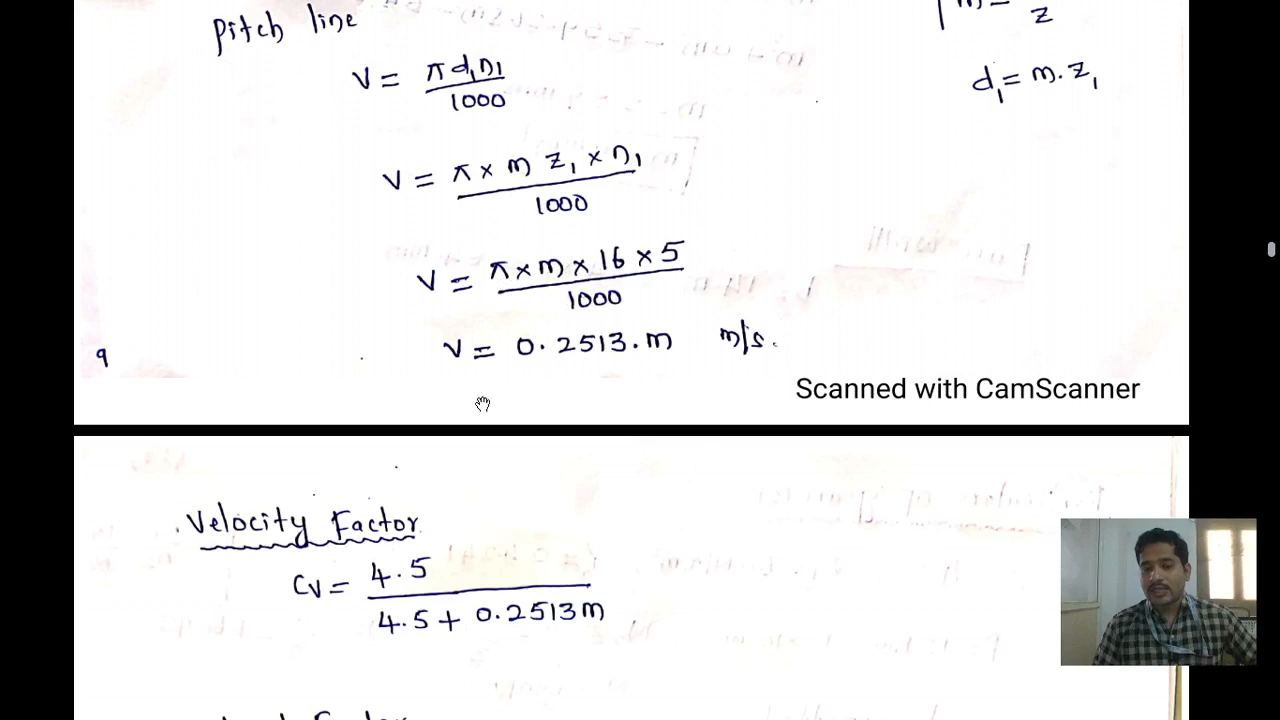 Pitch line
z
V = π d₁n₁ / 1000
d₁ = m.z₁
V = π × m z₁ × n₁ / 1000
V = π × m × 16 × 5 / 1000
V = 0.2513.m m/s.
9
Scanned with CamScanner
Velocity Factor
Cv = 4.5 / 4.5 + 0.2513m